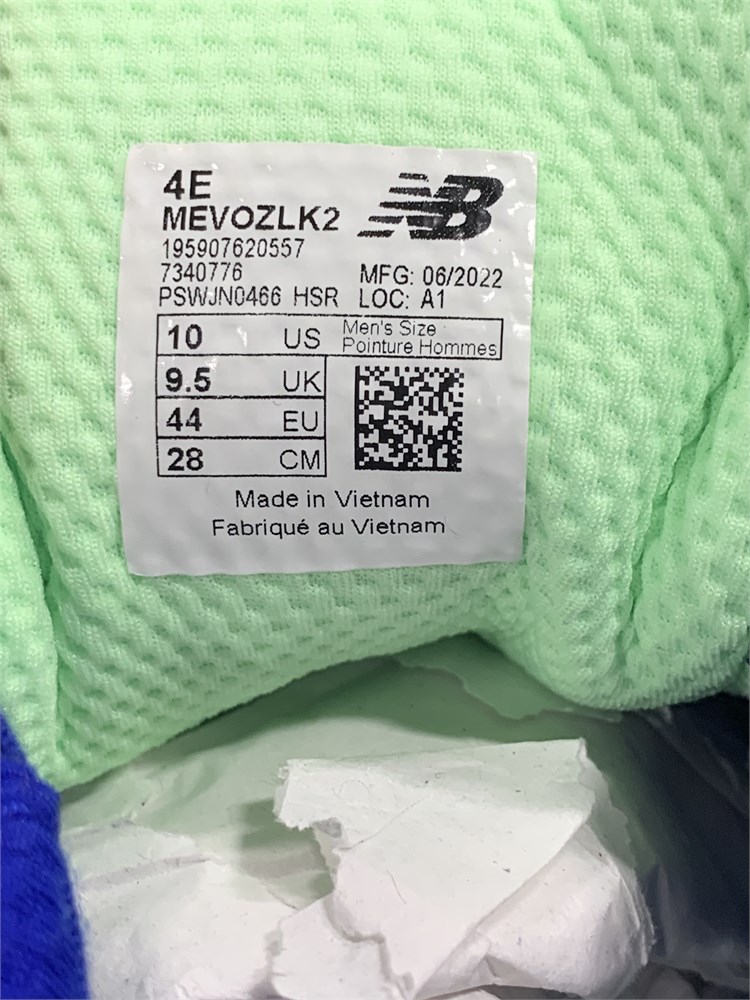 4E
MEVOZLK2
NB
195907620557
7340776
PSWJN0466 HSR
MFG: 06/2022
LOC: A1
10 US Men's Size
Pointure Hommes
9.5 UK
44 EU
28 CM
Made in Vietnam
Fabriqué au Vietnam